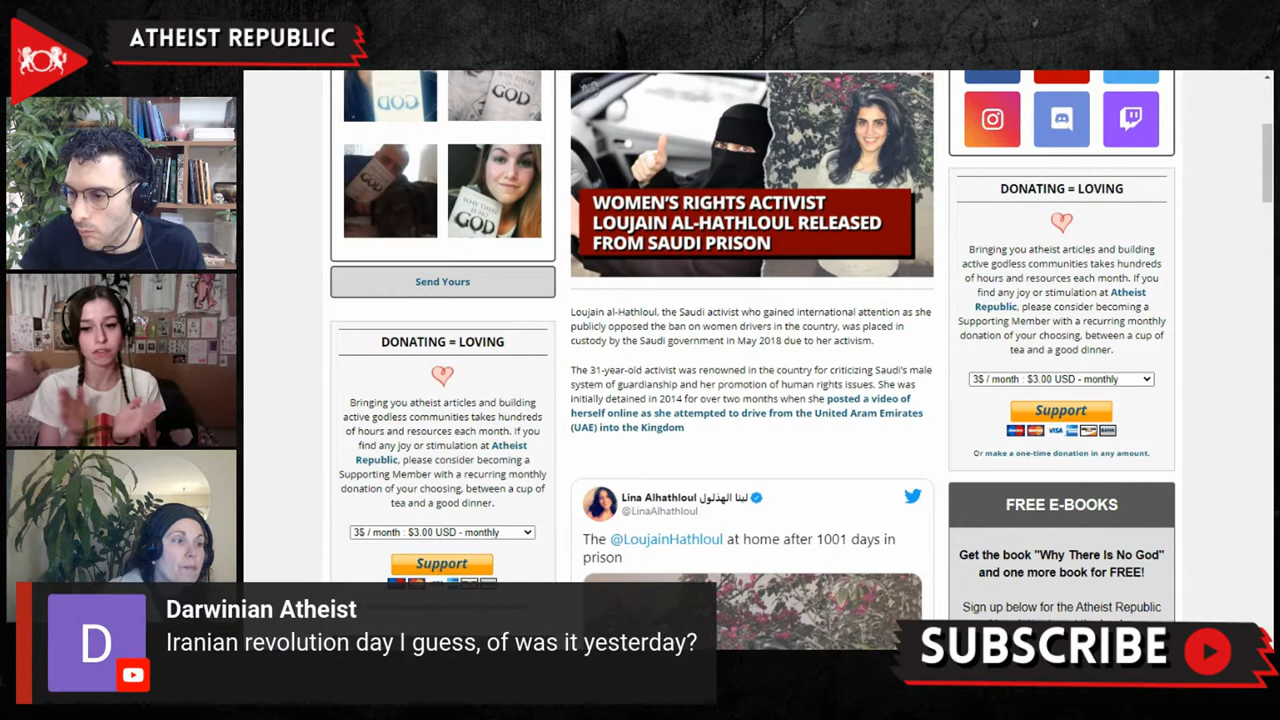 ATHEIST REPUBLIC
GOD
GOD
GOD
WHY THERE
IS NO
GOD
Send Yours
DONATING = LOVING
Bringing you atheist articles and building
active godless communities takes hundreds
of hours and resources each month. If you
find any joy or stimulation at Atheist
Republic, please consider becoming a
Supporting Member with a recurring monthly
donation of your choosing, between a cup of
tea and a good dinner.
3$ / month : $3.00 USD - monthly
Support
WOMEN'S RIGHTS ACTIVIST
LOUJAIN AL-HATHLOUL RELEASED
FROM SAUDI PRISON
Loujain al-Hathloul, the Saudi activist who gained international attention as she
publicly opposed the ban on women drivers in the country, was placed in
custody by the Saudi government in May 2018 due to her activism.
The 31-year-old activist was renowned in the country for criticizing Saudi's male
system of guardianship and her promotion of human rights issues. She was
initially detained in 2014 for over two months when she posted a video of
herself online as she attempted to drive from the United Aram Emirates
(UAE) into the Kingdom
Lina Alhathloul لينا الهذلول
@LinaAlhathloul
The @LoujainHathloul at home after 1001 days in
prison
DONATING = LOVING
Bringing you atheist articles and building
active godless communities takes hundreds
of hours and resources each month. If you
find any joy or stimulation at Atheist
Republic, please consider becoming a
Supporting Member with a recurring monthly
donation of your choosing, between a cup of
tea and a good dinner.
3$ / month : $3.00 USD - monthly
Support
VISA
BANK
Or make a one-time donation in any amount.
FREE E-BOOKS
Get the book "Why There Is No God"
and one more book for FREE!
Sign up below for the Atheist Republic
D
Darwinian Atheist
Iranian revolution day I guess, of was it yesterday?
SUBSCRIBE